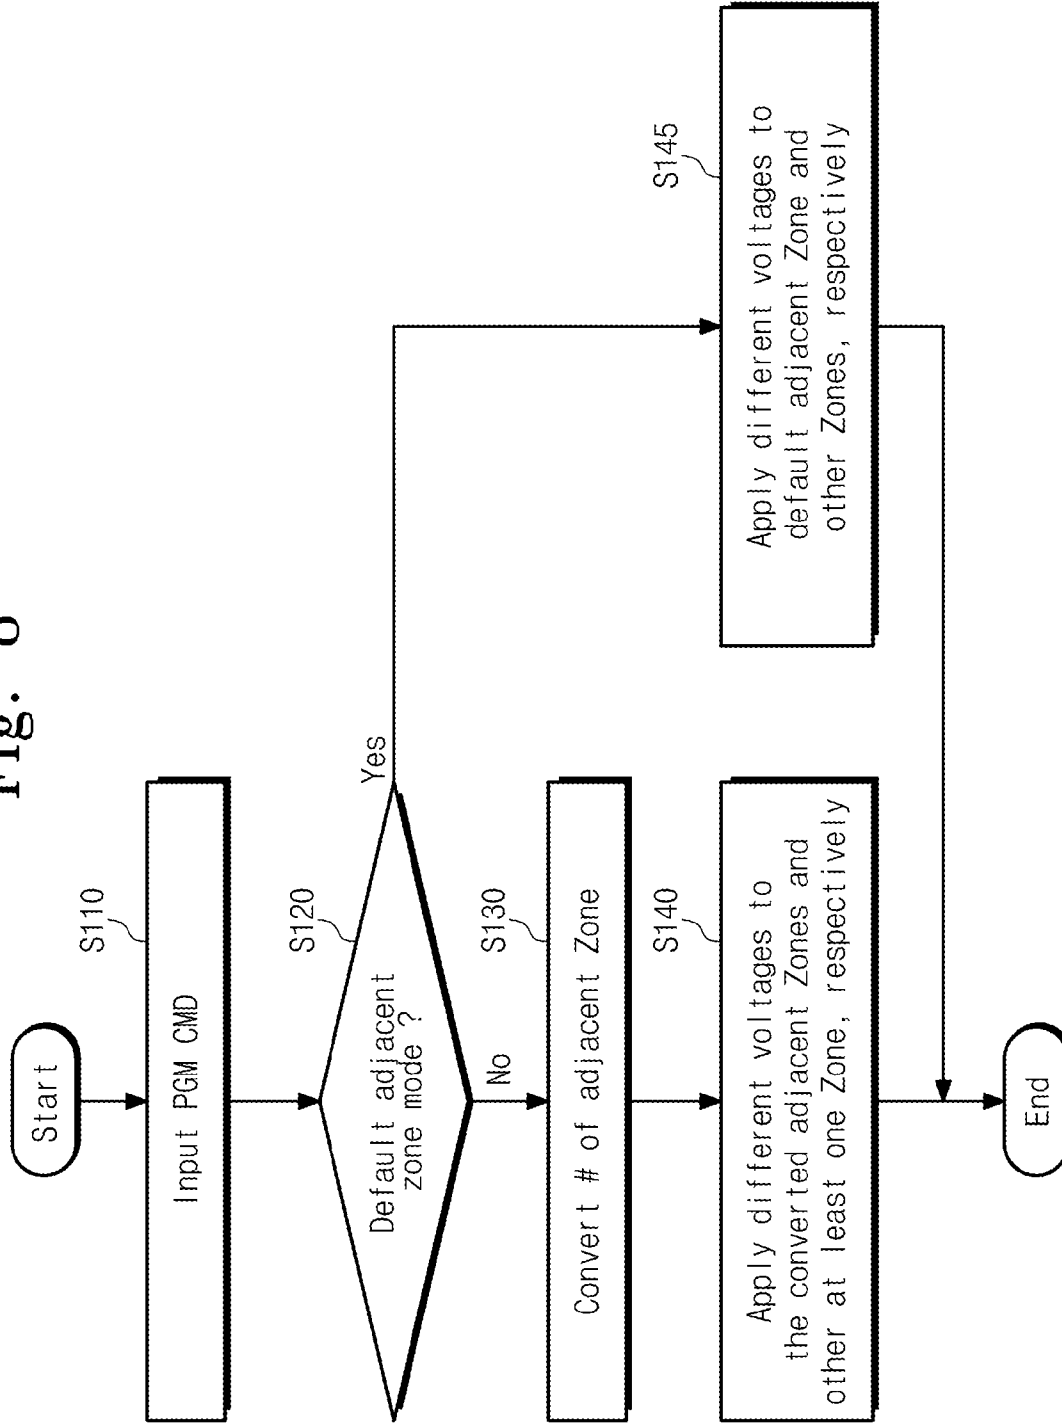 Fig. 8
Start
S110
Input PGM CMD
S120
Default adjacent
zone mode ?
Yes
No
S130
Convert # of adjacent Zone
S140
Apply different voltages to
the converted adjacent Zones and
other at least one Zone, respectively
S145
Apply different voltages to
default adjacent Zone and
other Zones, respectively
End